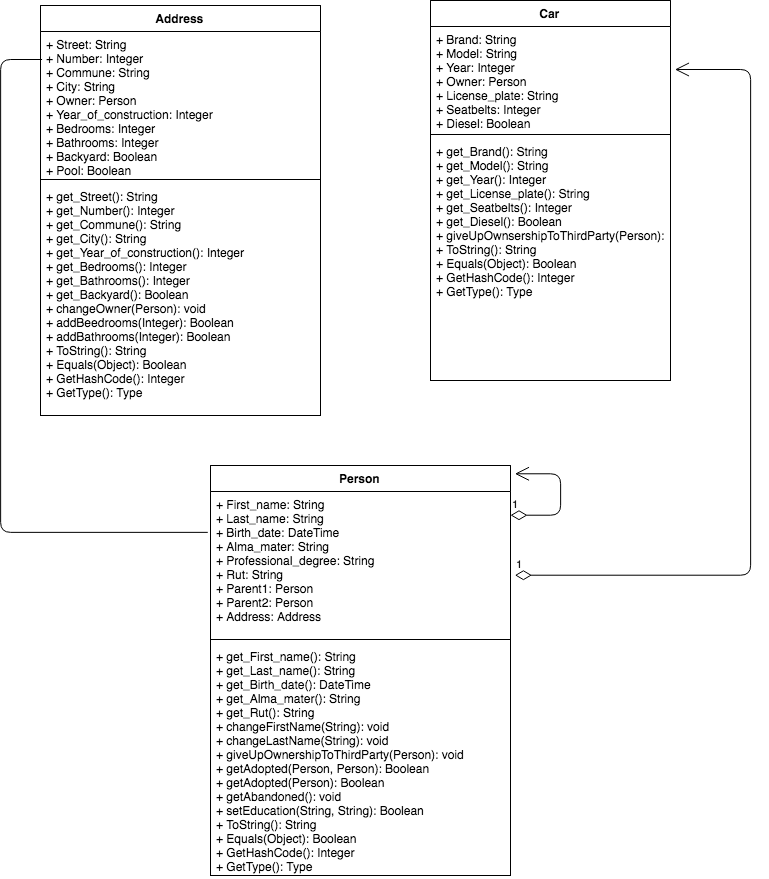 Address
+ Street: String
+ Number: Integer
+ Commune: String
+ City: String
+ Owner: Person
+ Year_of_construction: Integer
+ Bedrooms: Integer
+ Bathrooms: Integer
+ Backyard: Boolean
+ Pool: Boolean
+ get_Street(): String
+ get_Number(): Integer
+ get_Commune(): String
+ get_City(): String
+ get_Year_of_construction(): Integer
+ get_Bedrooms(): Integer
+ get_Bathrooms(): Integer
+ get_Backyard(): Boolean
+ changeOwner(Person): void
+ addBeedrooms(Integer): Boolean
+ addBathrooms(Integer): Boolean
+ ToString(): String
+ Equals(Object): Boolean
+ GetHashCode(): Integer
+ GetType(): Type
Car
+ Brand: String
+ Model: String
+ Year: Integer
+ Owner: Person
+ License_plate: String
+ Seatbelts: Integer
+ Diesel: Boolean
+ get_Brand(): String
+ get_Model(): String
+ get_Year(): Integer
+ get_License_plate(): String
+ get_Seatbelts(): Integer
+ get_Diesel(): Boolean
+ giveUpOwnsershipToThirdParty(Person):
+ ToString(): String
+ Equals(Object): Boolean
+ GetHashCode(): Integer
+ GetType(): Type
Person
+ First_name: String
+ Last_name: String
+ Birth_date: DateTime
+ Alma_mater: String
+ Professional_degree: String
+ Rut: String
+ Parent1: Person
+ Parent2: Person
+ Address: Address
+ get_First_name(): String
+ get_Last_name(): String
+ get_Birth_date(): DateTime
+ get_Alma_mater(): String
+ get_Rut(): String
+ changeFirstName(String): void
+ changeLastName(String): void
+ giveUpOwnershipToThirdParty(Person): void
+ getAdopted(Person, Person): Boolean
+ getAdopted(Person): Boolean
+ getAbandoned(): void
+ setEducation(String, String): Boolean
+ ToString(): String
+ Equals(Object): Boolean
+ GetHashCode(): Integer
+ GetType(): Type
1
1